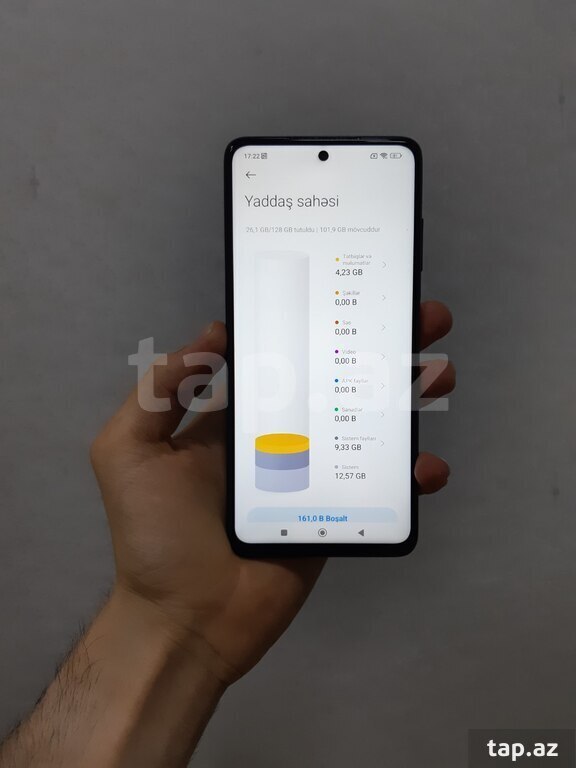 17:22
Yaddaş sahəsi
26,1 GB/128 GB tutuldu | 101,9 GB mövcuddur
Tətbiqlər və
məlumatlar
4,23 GB
Şəkillər
0,00 B
Səs
0,00 B
Video
0,00 B
APK faylları
0,00 B
Sənədlər
0,00 B
Sistem faylları
9,33 GB
Sistem
12,57 GB
161,0 B Boşalt
tap.az
tap.az